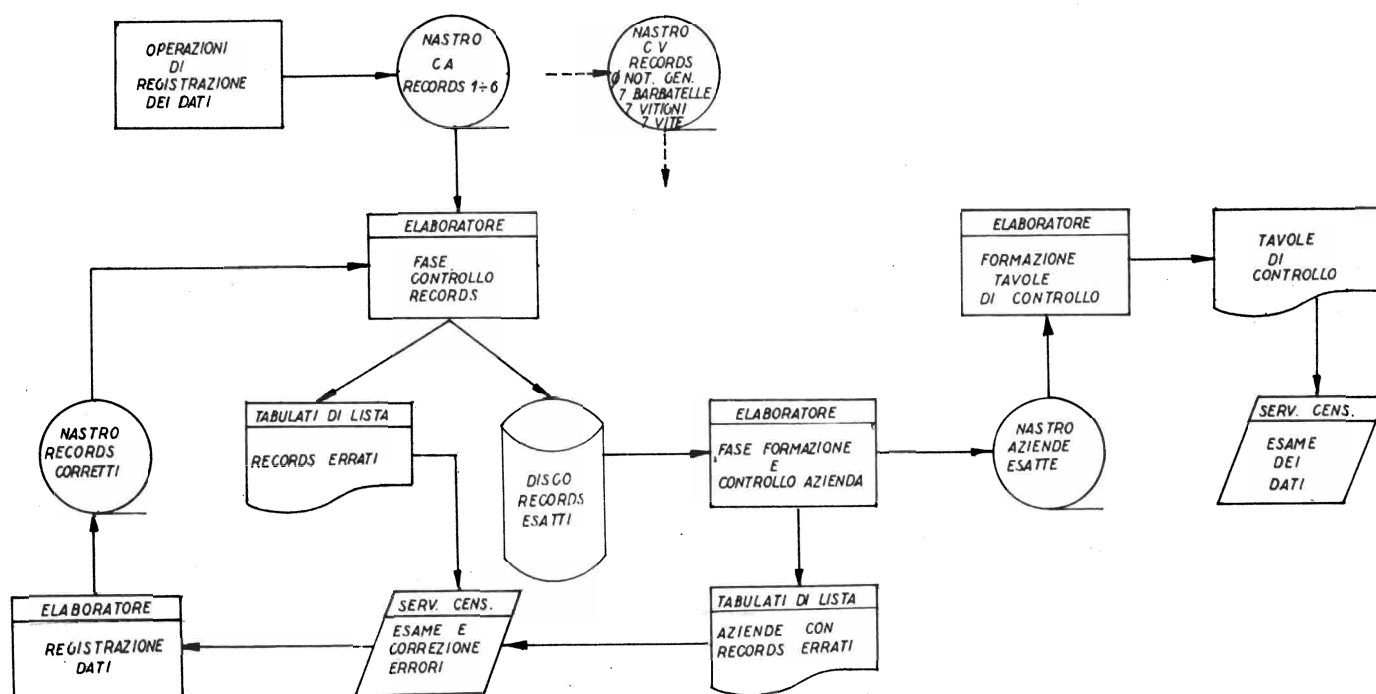 OPERAZIONI
DI
REGISTRAZIONE
DEI DATI
NASTRO
CA
RECORDS 1÷6
NASTRO
CV
RECORDS
Ø NOT. GEN.
7 BARBATELLE
7 VITIGNI
7 VITE
ELABORATORE
FASE
CONTROLLO
RECORDS
ELABORATORE
FORMAZIONE
TAVOLE
DI CONTROLLO
TAVOLE
DI
CONTROLLO
NASTRO
RECORDS
CORRETTI
TABULATI DI LISTA
RECORDS ERRATI
DISCO
RECORDS
ESATTI
ELABORATORE
FASE FORMAZIONE
E
CONTROLLO AZIENDA
NASTRO
AZIENDE
ESATTE
SERV. CENS.
ESAME
DEI
DATI
ELABORATORE
REGISTRAZIONE
DATI
SERV. CENS.
ESAME E
CORREZIONE
ERRORI
TABULATI DI LISTA
AZIENDE CON
RECORDS ERRATI